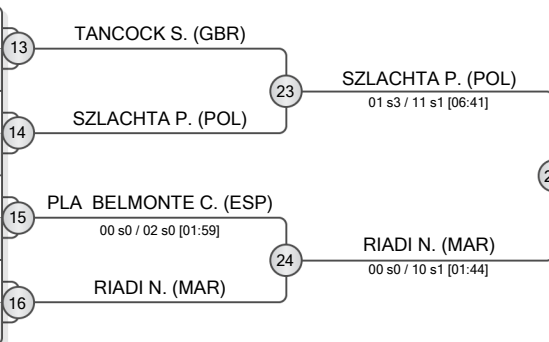 TANCOCK S. (GBR)
13
23
SZLACHTA P. (POL)
01 s3 / 11 s1 [06:41]
SZLACHTA P. (POL)
14
PLA BELMONTE C. (ESP)
15
00 s0 / 02 s0 [01:59]
24
RIADI N. (MAR)
00 s0 / 10 s1 [01:44]
RIADI N. (MAR)
16